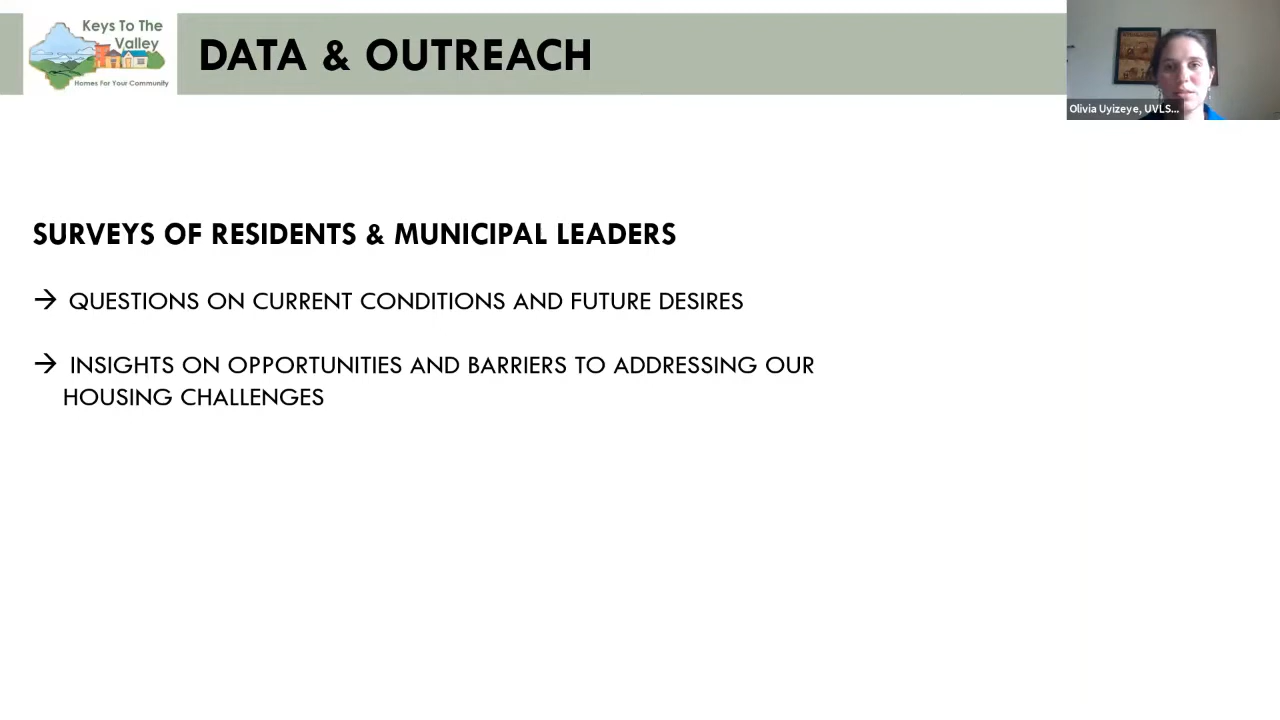 Keys To The
Valley
Homes For Your Community
DATA & OUTREACH
Olivia Uyizeye, UVLS...
SURVEYS OF RESIDENTS & MUNICIPAL LEADERS
→ QUESTIONS ON CURRENT CONDITIONS AND FUTURE DESIRES
→ INSIGHTS ON OPPORTUNITIES AND BARRIERS TO ADDRESSING OUR
HOUSING CHALLENGES